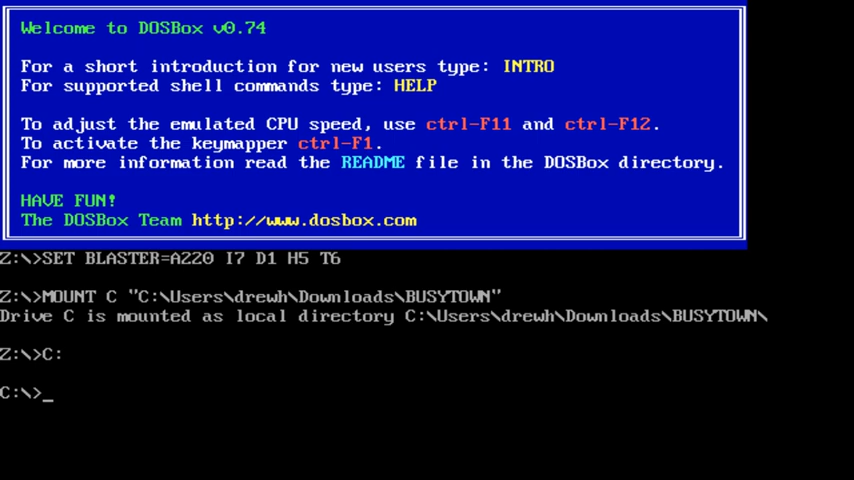 Welcome to DOSBox v0.74
For a short introduction for new users type: INTRO
For supported shell commands type: HELP
To adjust the emulated CPU speed, use ctrl-F11 and ctrl-F12.
To activate the keymapper ctrl-F1.
For more information read the README file in the DOSBox directory.
HAVE FUN!
The DOSBox Team http://www.dosbox.com
Z:\>SET BLASTER=A220 I7 D1 H5 T6
Z:\>MOUNT C "C:\Users\drewh\Downloads\BUSYTOWN"
Drive C is mounted as local directory C:\Users\drewh\Downloads\BUSYTOWN\
Z:\>C:
C:\>_